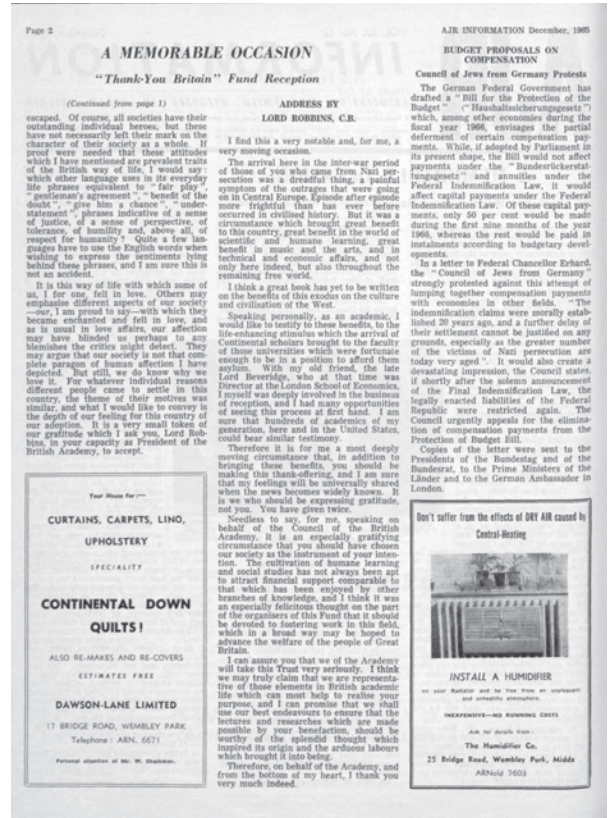 Page 2
AJR INFORMATION December, 1965
A MEMORABLE OCCASION
"Thank-You Britain" Fund Reception
(Continued from page 1)
escaped. Of course, all societies have their
outstanding individual heroes, but these
have not necessarily left their mark on the
character of their society as a whole. If
proof were needed that these attitudes
which I have mentioned are prevalent traits
of the British way of life, I would say :
which other language uses in its everyday
life phrases equivalent to "fair play",
"gentleman's agreement", "benefit of the
doubt", "give him a chance", "under-
statement", phrases indicative of a sense
of justice, of a sense of perspective, of
tolerance, of humility and, above all, of
respect for humanity ? Quite a few lan-
guages have to use the English words when
wishing to express the sentiments lying
behind these phrases, and I am sure this is
not an accident.
It is this way of life with which some of
us, I for one, fell in love. Others may
emphasise different aspects of our society
—our, I am proud to say—with which they
became enchanted and fell in love, and
as is usual in love affairs, our affection
may have blinded us perhaps to any
blemishes the critics might detect. They
may argue that our society is not that com-
plete paragon of human affection I have
depicted. But still, we do know why we
love it. For whatever individual reasons
different people came to settle in this
country, the theme of their motives was
similar, and what I would like to convey is
the depth of our feeling for this country of
our adoption. It is a very small token of
our gratitude which I ask you, Lord Rob-
bins, in your capacity as President of the
British Academy, to accept.
Your House for :—
CURTAINS, CARPETS, LINO,
UPHOLSTERY
SPECIALITY
CONTINENTAL DOWN
QUILTS !
ALSO RE-MAKES AND RE-COVERS
ESTIMATES FREE
DAWSON-LANE LIMITED
17 BRIDGE ROAD, WEMBLEY PARK
Telephone : ARN. 6671
Personal attention of Mr. W. Shackman.
ADDRESS BY
LORD ROBBINS, C.B.
I find this a very notable and, for me, a
very moving occasion.
The arrival here in the inter-war period
of those of you who came from Nazi per-
secution was a dreadful thing, a painful
symptom of the outrages that were going
on in Central Europe. Episode after episode
more frightful than has ever before
occurred in civilised history. But it was a
circumstance which brought great benefit
to this country, great benefit in the world of
scientific and humane learning, great
benefit in music and the arts, and in
technical and economic affairs, and not
only here indeed, but also throughout the
remaining free world.
I think a great book has yet to be written
on the benefits of this exodus on the culture
and civilisation of the West.
Speaking personally, as an academic, I
would like to testify to these benefits, to the
life-enhancing stimulus which the arrival of
Continental scholars brought to the faculty
of those universities which were fortunate
enough to be in a position to afford them
asylum. With my old friend, the late
Lord Beveridge, who at that time was
Director at the London School of Economics,
I myself was deeply involved in the business
of reception, and I had many opportunities
of seeing this process at first hand. I am
sure that hundreds of academics of my
generation, here and in the United States,
could bear similar testimony.
Therefore it is for me a most deeply
moving circumstance that, in addition to
bringing these benefits, you should be
making this thank-offering, and I am sure
that my feelings will be universally shared
when the news becomes widely known. It
is we who should be expressing gratitude,
not you. You have given twice.
Needless to say, for me, speaking on
behalf of the Council of the British
Academy, it is an especially gratifying
circumstance that you should have chosen
our society as the instrument of your inten-
tion. The cultivation of humane learning
and social studies has not always been apt
to attract financial support comparable to
that which has been enjoyed by other
branches of knowledge, and I think it was
an especially felicitous thought on the part
of the organisers of this Fund that it should
be devoted to fostering work in this field,
which in a broad way may be hoped to
advance the welfare of the people of Great
Britain.
I can assure you that we of the Academy
will take this Trust very seriously. I think
we may truly claim that we are representa-
tive of those elements in British academic
life which can most help to realise your
purpose, and I can promise that we shall
use our best endeavours to ensure that the
lectures and researches which are made
possible by your benefaction, should be
worthy of the splendid thought which
inspired its origin and the arduous labours
which brought it into being.
Therefore, on behalf of the Academy, and
from the bottom of my heart, I thank you
very much indeed.
BUDGET PROPOSALS ON
COMPENSATION
Council of Jews from Germany Protests
The German Federal Government has
drafted a "Bill for the Protection of the
Budget" ("Haushaltssicherungsgesetz")
which, among other economies during the
fiscal year 1966, envisages the partial
deferment of certain compensation pay-
ments. While, if adopted by Parliament in
its present shape, the Bill would not affect
payments under the "Bundesrückerstat-
tungsgesetz" and annuities under the
Federal Indemnification Law, it would
affect capital payments under the Federal
Indemnification Law. Of these capital pay-
ments, only 50 per cent would be made
during the first nine months of the year
1966, whereas the rest would be paid in
instalments according to budgetary devel-
opments.
In a letter to Federal Chancellor Erhard,
the "Council of Jews from Germany"
strongly protested against this attempt of
lumping together compensation payments
with economies in other fields. "The
indemnification claims were morally estab-
lished 20 years ago, and a further delay of
their settlement cannot be justified on any
grounds, especially as the greater number
of the victims of Nazi persecution are
today very aged". It would also create a
devastating impression, the Council states,
if shortly after the solemn announcement
of the Final Indemnification Law, the
legally enacted liabilities of the Federal
Republic were restricted again. The
Council urgently appeals for the elimina-
tion of compensation payments from the
Protection of Budget Bill.
Copies of the letter were sent to the
Presidents of the Bundestag and of the
Bundesrat, to the Prime Ministers of the
Länder and to the German Ambassador in
London.
Don't suffer from the effects of DRY AIR caused by
Central-Heating
INSTALL A HUMIDIFIER
on your Radiator and be free from an unpleasant
and unhealthy atmosphere.
INEXPENSIVE—NO RUNNING COSTS
Ask for details from :
The Humidifier Co.
25 Bridge Road, Wembley Park, Middx
ARNold 7603